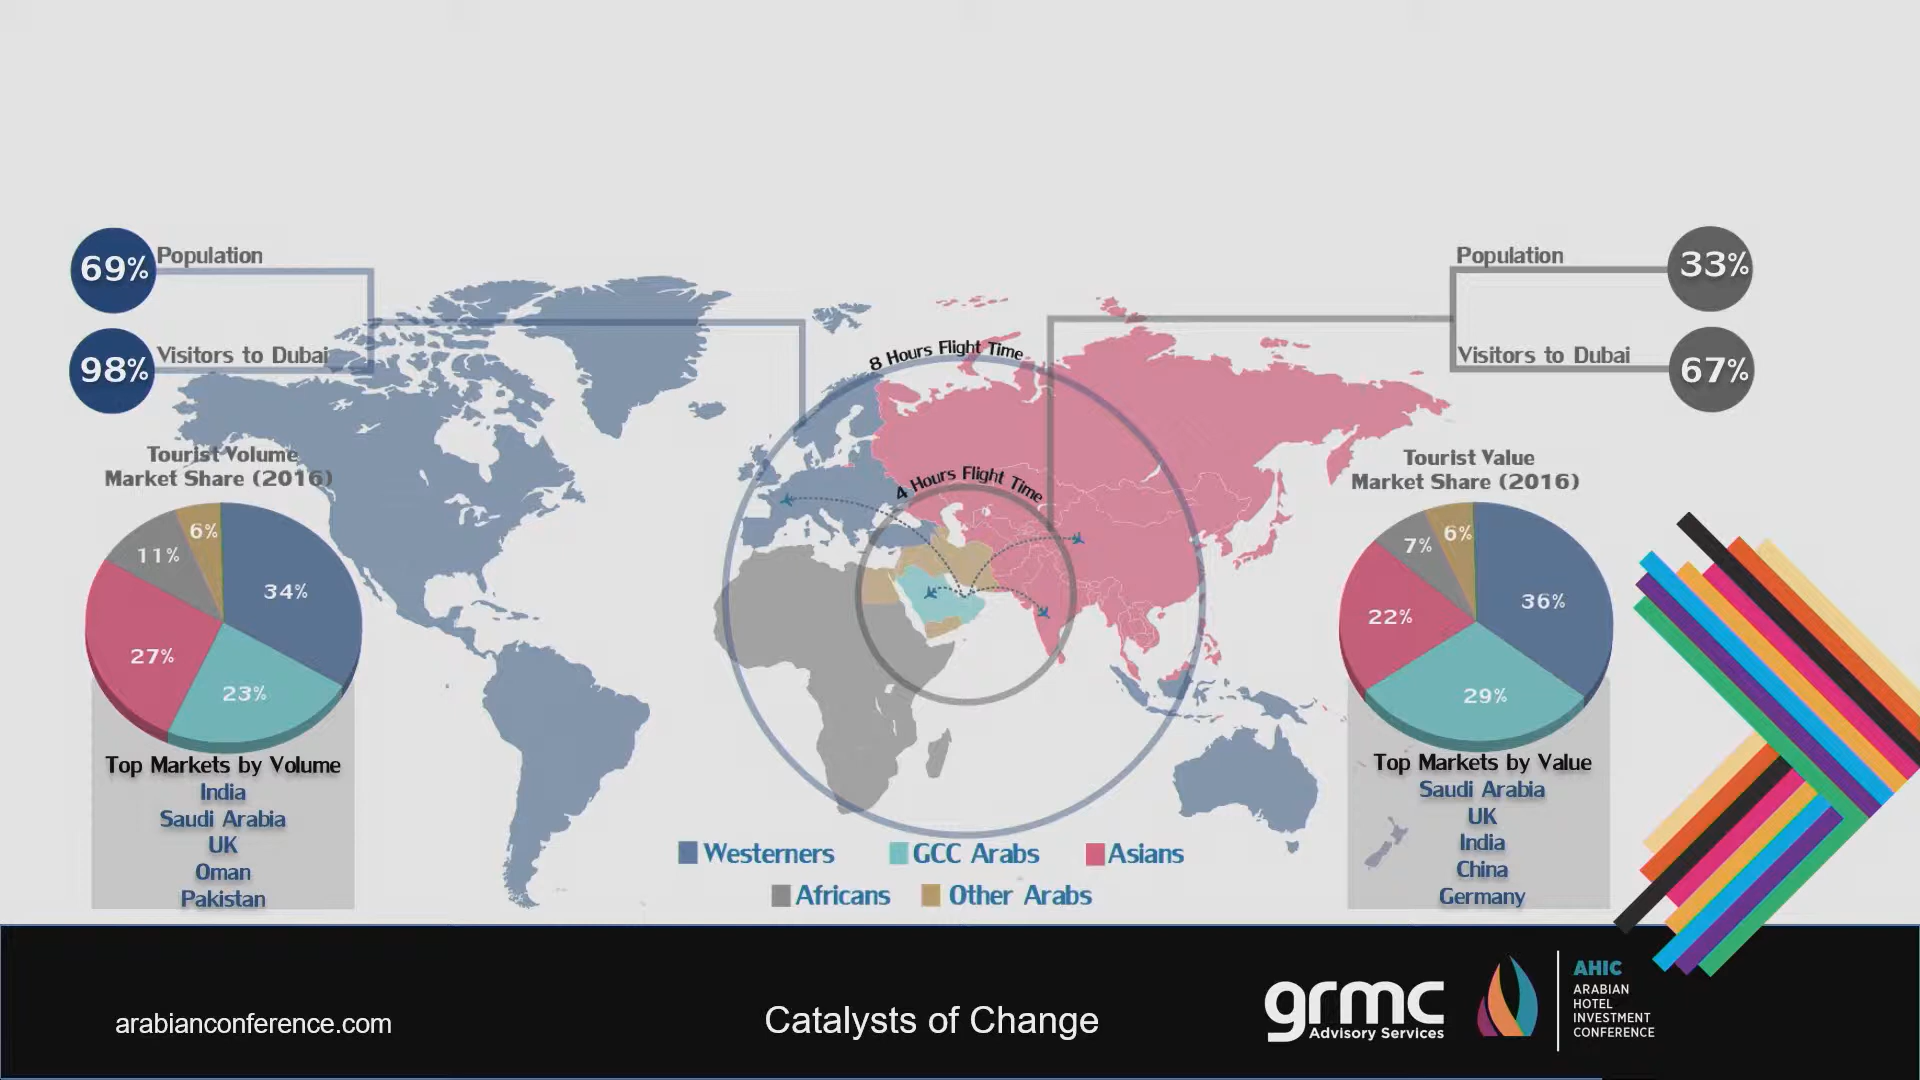 69%
Population
98%
Visitors to Dubai
Population
33%
Visitors to Dubai
67%
8 Hours Flight Time
4 Hours Flight Time
Tourist Volume
Market Share (2016)
6%
11%
34%
27%
23%
Top Markets by Volume
India
Saudi Arabia
UK
Oman
Pakistan
Tourist Value
Market Share (2016)
6%
7%
36%
22%
29%
Top Markets by Value
Saudi Arabia
UK
India
China
Germany
Westerners
GCC Arabs
Asians
Africans
Other Arabs
arabianconference.com
Catalysts of Change
grmc
Advisory Services
AHIC
ARABIAN
HOTEL
INVESTMENT
CONFERENCE